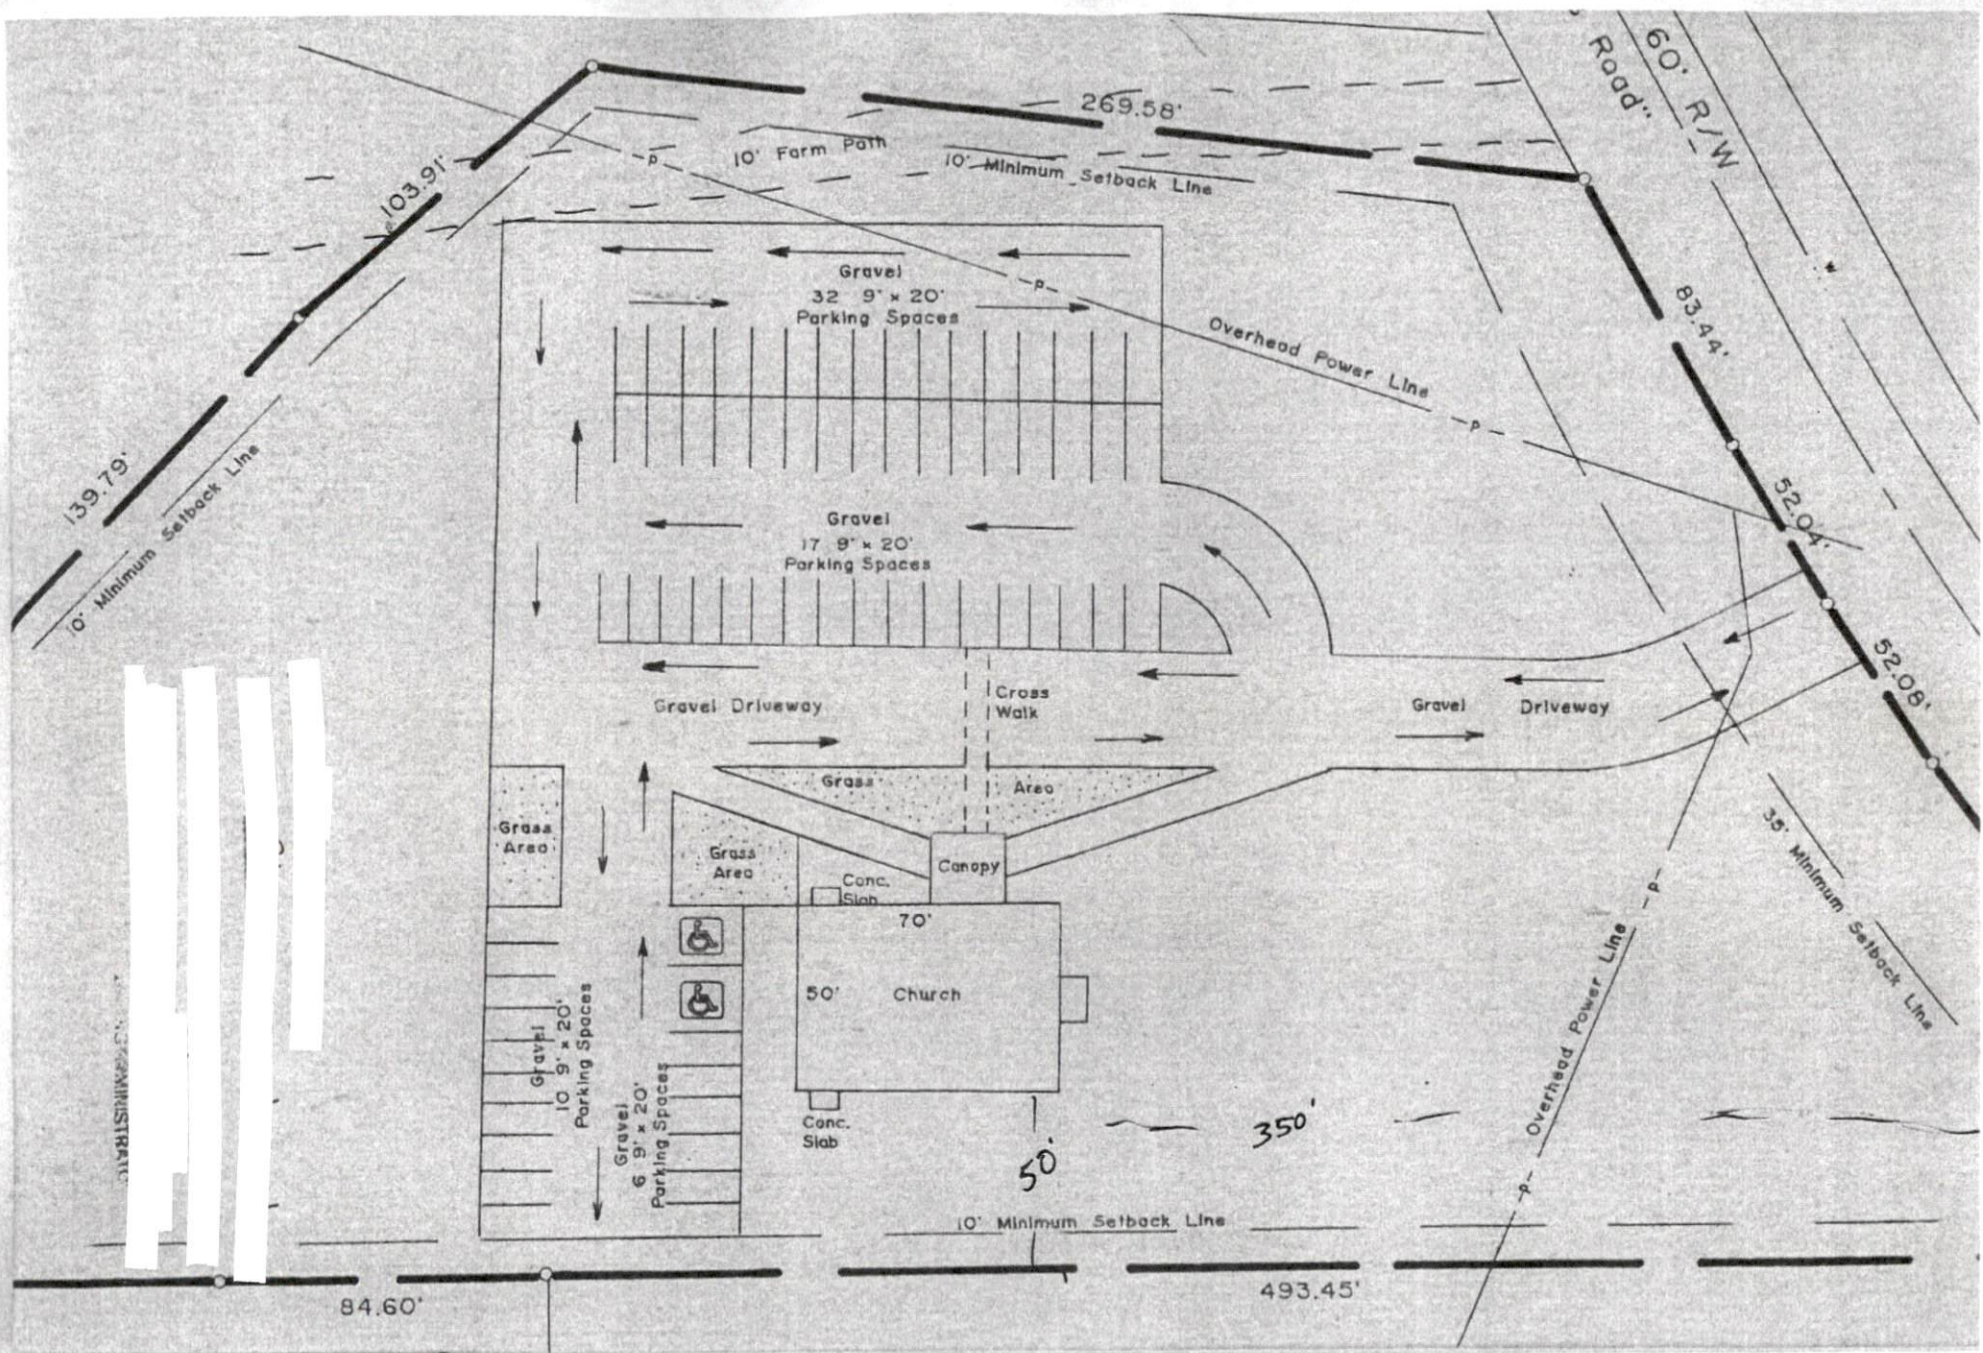 60' R/W
Road"
269.58'
10' Farm Path
10' Minimum Setback Line
103.91'
83.44'
Gravel
32 9' x 20'
Parking Spaces
Overhead Power Line
p
p
p
139.79'
10' Minimum Setback Line
52.04'
Gravel
17 9' x 20'
Parking Spaces
52.08'
Gravel Driveway
Cross
Walk
Gravel Driveway
Grass Area
Grass
Area
Grass
Area
Conc.
Slab
Canopy
35' Minimum Setback Line
70'
50'
Church
Gravel
10 9' x 20'
Parking Spaces
Gravel
6 9' x 20'
Parking Spaces
Conc.
Slab
p
Overhead Power Line
p
50'
350'
10' Minimum Setback Line
84.60'
493.45'